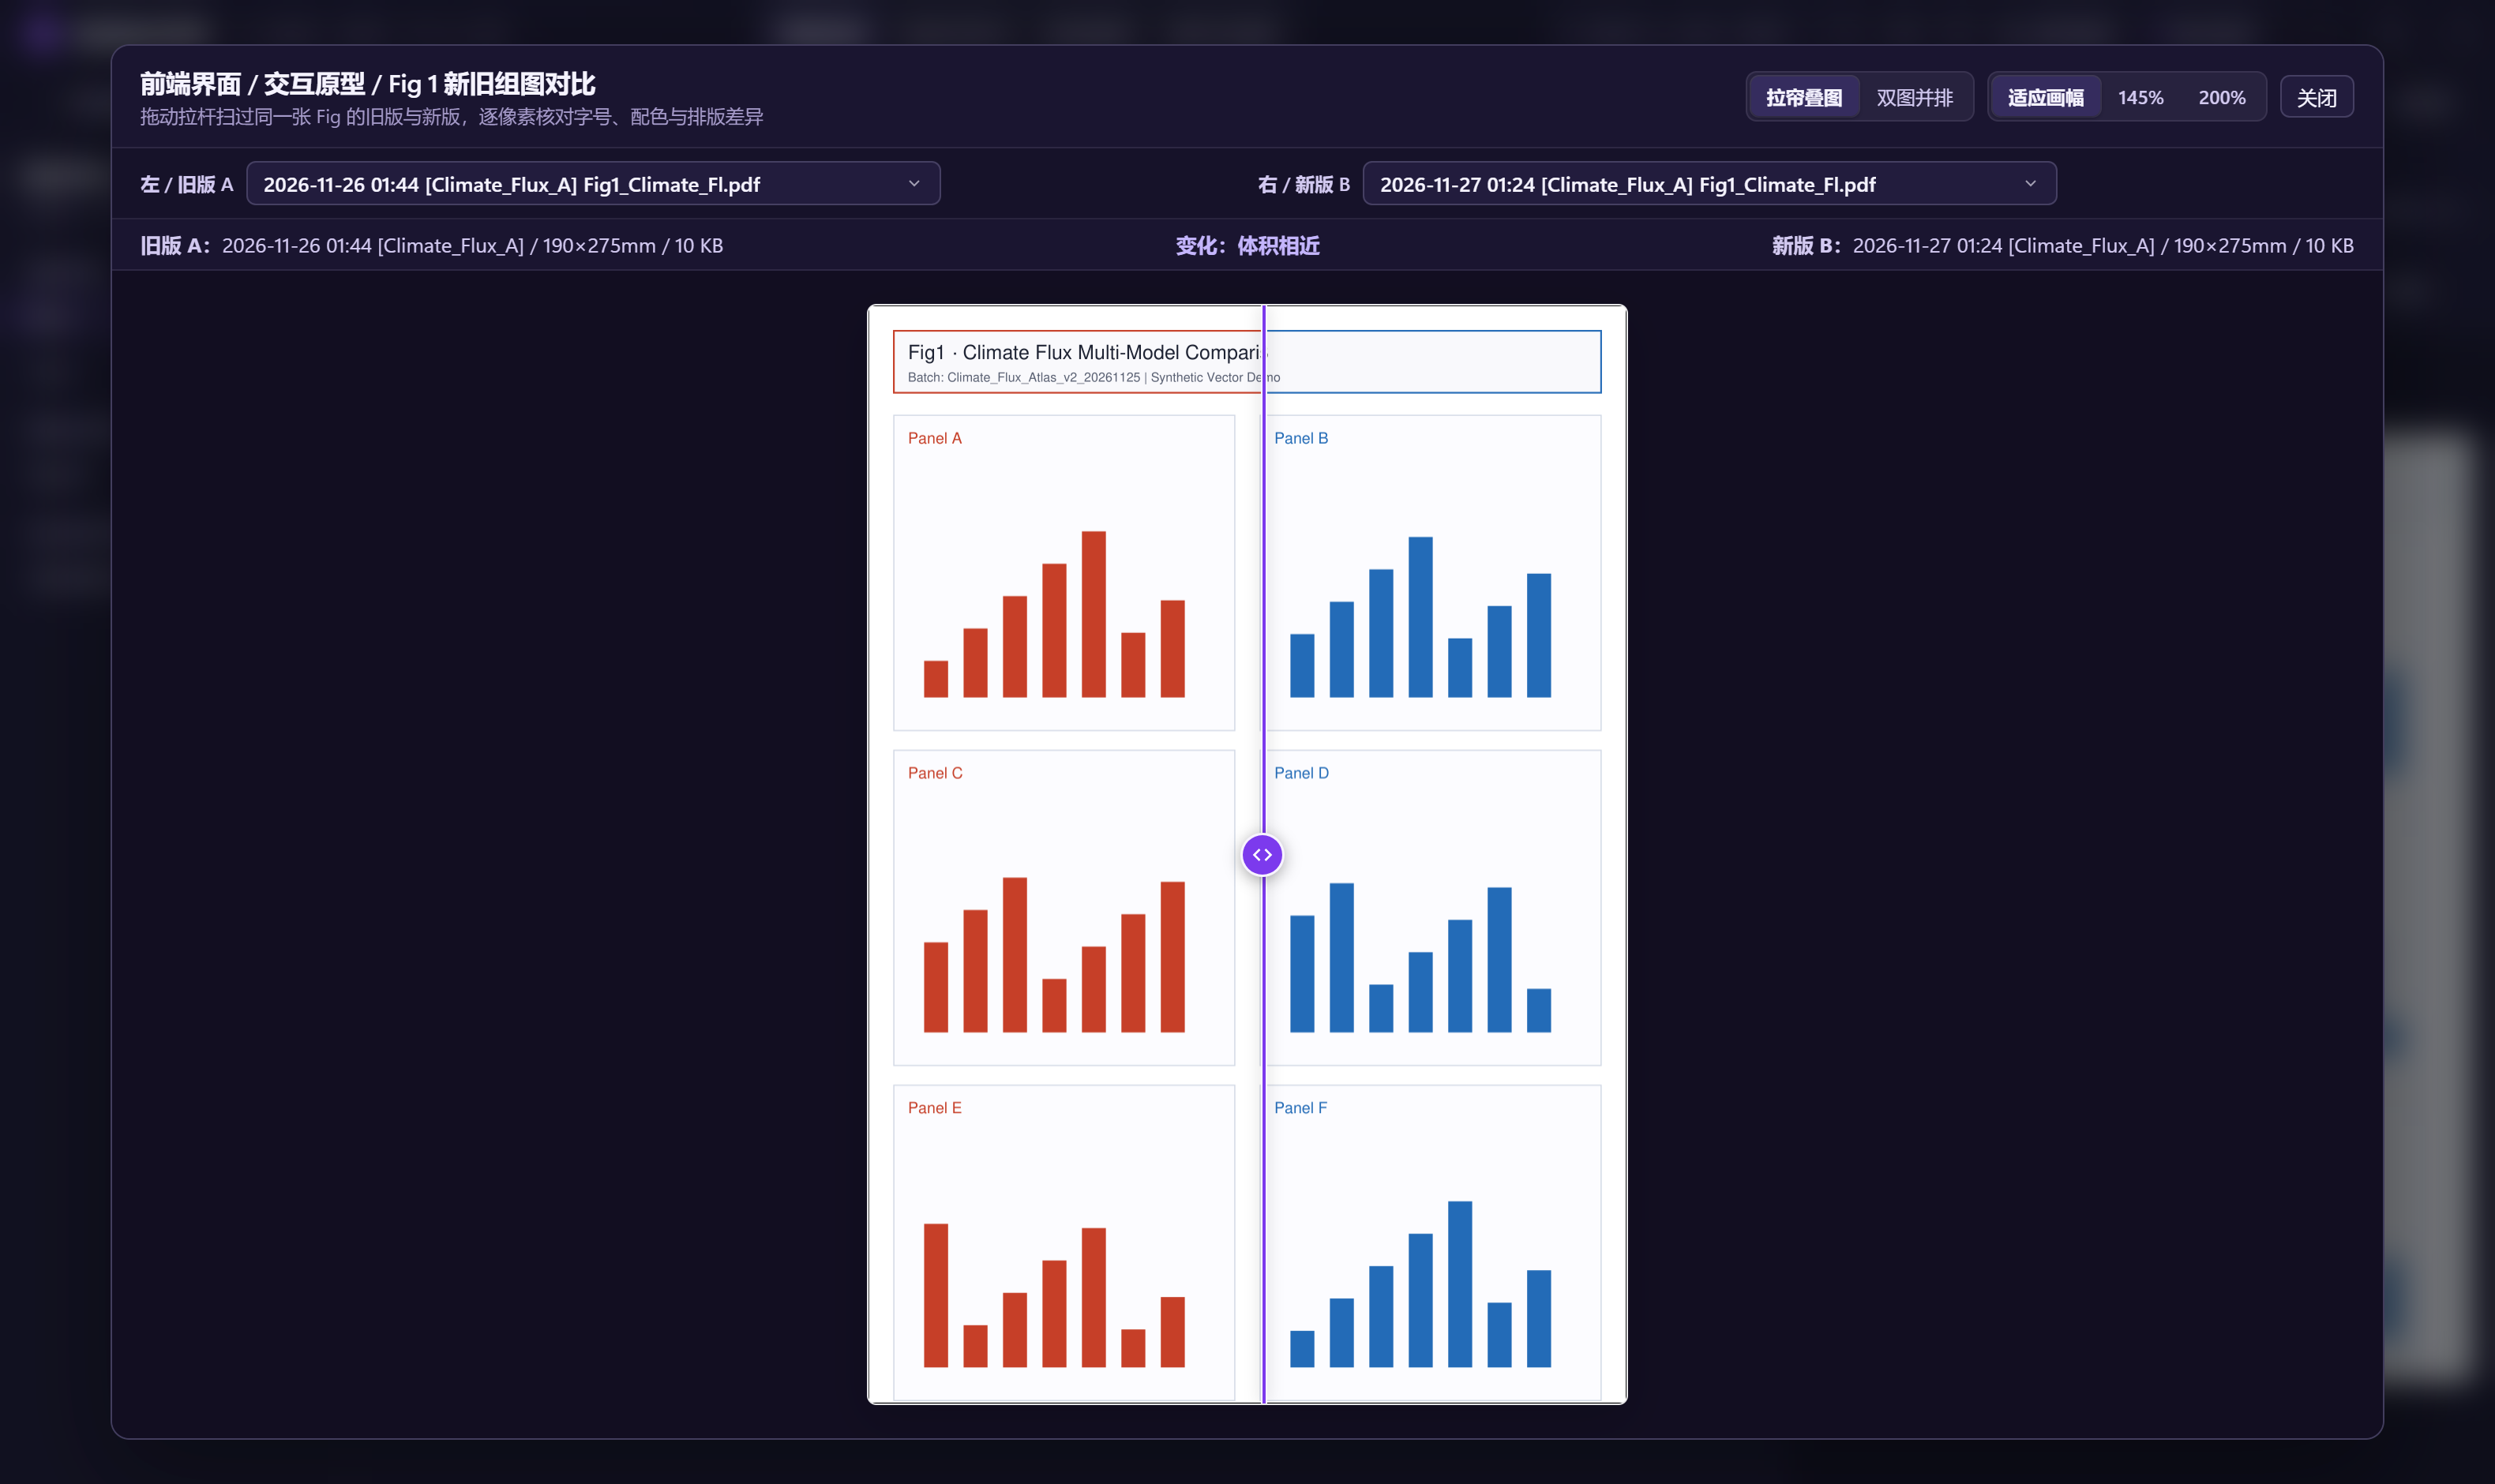 前端界面 / 交互原型 / Fig 1 新旧组图对比
拖动拉杆扫过同一张 Fig 的旧版与新版，逐像素核对字号、配色与排版差异
拉帘叠图 双图并排 适应画幅 145% 200% 关闭
左 / 旧版 A 2026-11-26 01:44 [Climate_Flux_A] Fig1_Climate_Fl.pdf
右 / 新版 B 2026-11-27 01:24 [Climate_Flux_A] Fig1_Climate_Fl.pdf
旧版 A：2026-11-26 01:44 [Climate_Flux_A] / 190×275mm / 10 KB
变化：体积相近
新版 B：2026-11-27 01:24 [Climate_Flux_A] / 190×275mm / 10 KB
Fig1 · Climate Flux Multi-Model Comparis
Batch: Climate_Flux_Atlas_v2_20261125 | Synthetic Vector Demo
Panel A
Panel B
Panel C
Panel D
Panel E
Panel F